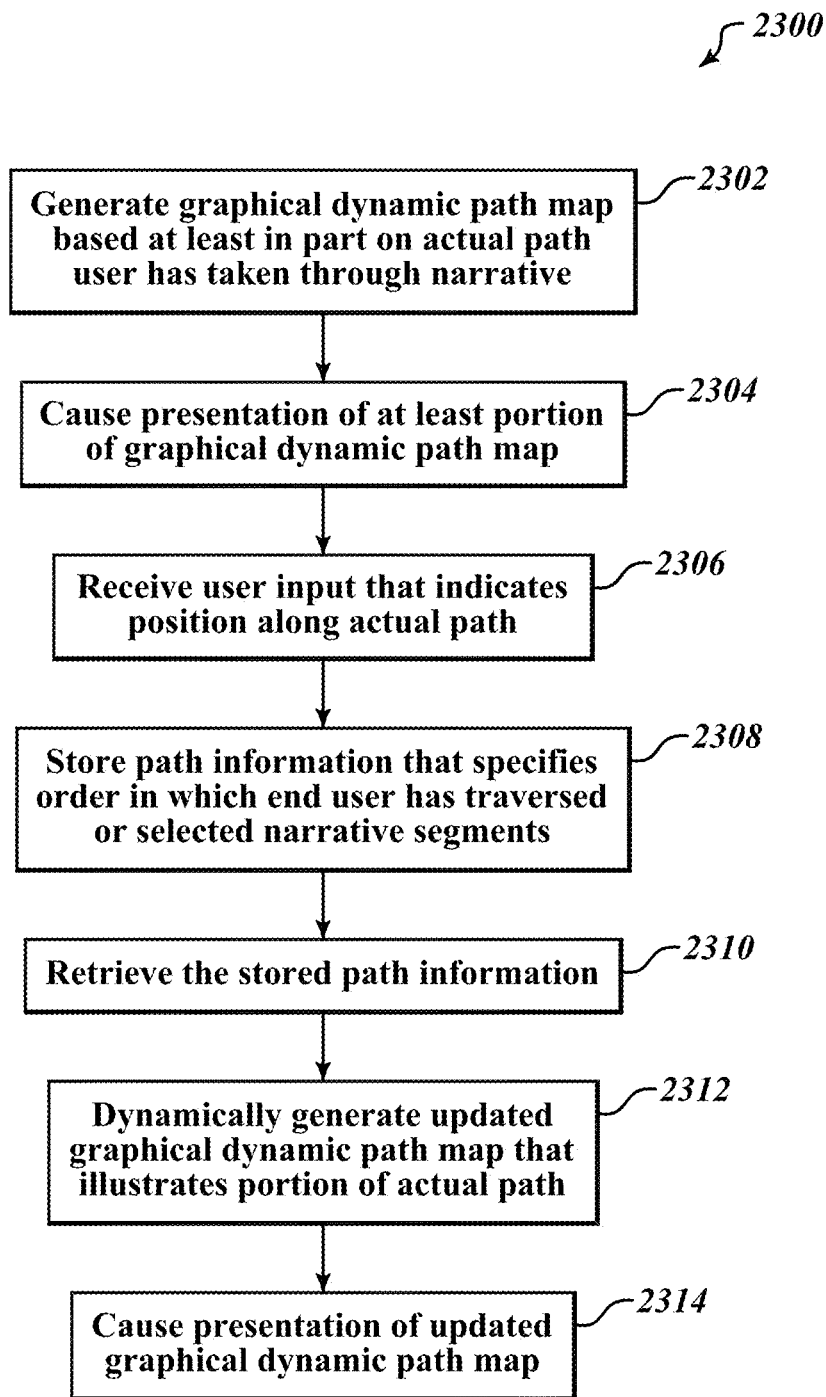 2300
2302
Generate graphical dynamic path map
based at least in part on actual path
user has taken through narrative
2304
Cause presentation of at least portion
of graphical dynamic path map
2306
Receive user input that indicates
position along actual path
2308
Store path information that specifies
order in which end user has traversed
or selected narrative segments
2310
Retrieve the stored path information
2312
Dynamically generate updated
graphical dynamic path map that
illustrates portion of actual path
2314
Cause presentation of updated
graphical dynamic path map